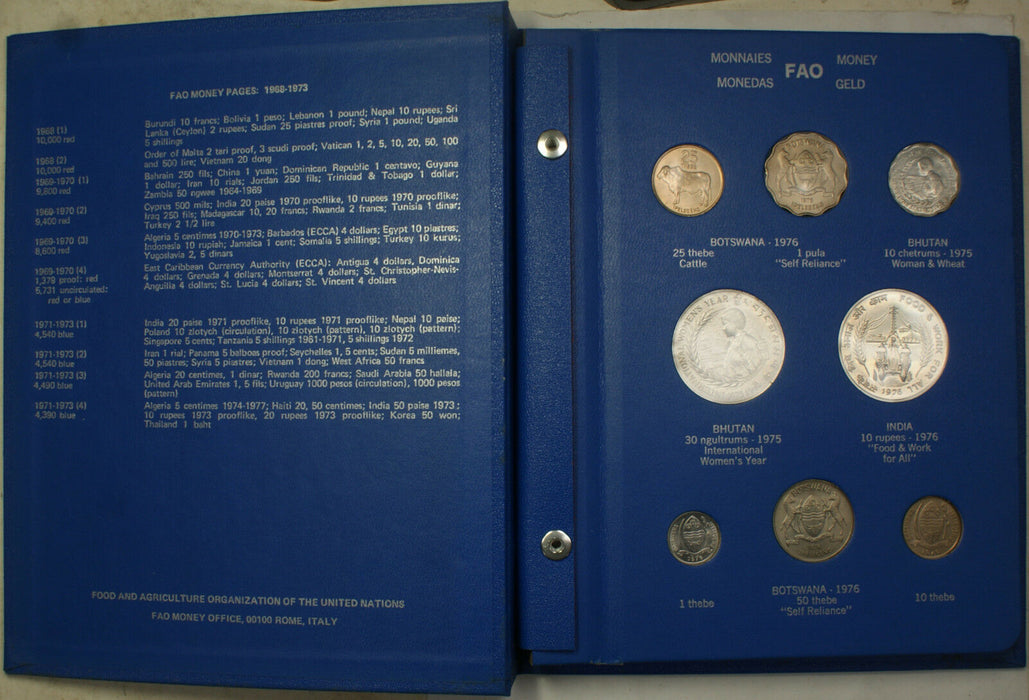 FAO MONEY PAGES: 1968-1973
1968 (1)
10,000 red
Burundi 10 francs; Bolivia 1 peso; Lebanon 1 pound; Nepal 10 rupees; Sri
Lanka (Ceylon) 2 rupees; Sudan 25 piastres proof; Syria 1 pound; Uganda
5 shillings
1968 (2)
10,000 red
Order of Malta 2 tari proof, 3 scudi proof; Vatican 1, 2, 5, 10, 20, 50, 100
and 500 lire; Vietnam 20 dong
1969-1970 (1)
9,800 red
Bahrain 250 fils; China 1 yuan; Dominican Republic 1 centavo; Guyana
1 dollar; Iran 10 rials; Jordan 250 fils; Trinidad & Tobago 1 dollar;
Zambia 50 ngwee 1964-1969
1969-1970 (2)
9,400 red
Cyprus 500 mils; India 20 paise 1970 prooflike, 10 rupees 1970 prooflike;
Iraq 250 fils; Madagascar 10, 20 francs; Rwanda 2 francs; Tunisia 1 dinar;
Turkey 2 1/2 lire
1969-1970 (3)
8,600 red
Algeria 5 centimes 1970-1973; Barbados (ECCA) 4 dollars; Egypt 10 piastres;
Indonesia 10 rupiah; Jamaica 1 cent; Somalia 5 shillings; Turkey 10 kurus;
Yugoslavia 2, 5 dinars
1969-1970 (4)
1,378 proof: red
5,731 uncirculated:
red or blue
East Caribbean Currency Authority (ECCA): Antigua 4 dollars, Dominica
4 dollars; Grenada 4 dollars; Montserrat 4 dollars; St. Christopher-Nevis-
Anguilla 4 dollars; St. Lucia 4 dollars; St. Vincent 4 dollars
1971-1973 (1)
4,540 blue
India 20 paise 1971 prooflike, 10 rupees 1971 prooflike; Nepal 10 paise;
Poland 10 zlotych (circulation), 10 zlotych (pattern), 10 zlotych (pattern);
Singapore 5 cents; Tanzania 5 shillings 1961-1971, 5 shillings 1972
1971-1973 (2)
4,540 blue
Iran 1 rial; Panama 5 balboas proof; Seychelles 1, 5 cents; Sudan 5 milliemes,
50 piastres; Syria 5 piastres; Vietnam 1 dong; West Africa 50 francs
1971-1973 (3)
4,490 blue
Algeria 20 centimes, 1 dinar; Rwanda 200 francs; Saudi Arabia 50 hallala;
United Arab Emirates 1, 5 fils; Uruguay 1000 pesos (circulation), 1000 pesos
(pattern)
1971-1973 (4)
4,390 blue
Algeria 5 centimes 1974-1977; Haiti 20, 50 centimes; India 50 paise 1973;
10 rupees 1973 prooflike, 20 rupees 1973 prooflike; Korea 50 won;
Thailand 1 baht
FOOD AND AGRICULTURE ORGANIZATION OF THE UNITED NATIONS
FAO MONEY OFFICE, 00100 ROME, ITALY
MONNAIES FAO MONEY
MONEDAS GELD
25
BOTSWANA - 1976
25 thebe
Cattle
1 pula
"Self Reliance"
BHUTAN
10 chetrums - 1975
Woman & Wheat
FOOD & WORK FOR ALL
1976
BHUTAN
30 ngultrums - 1975
International
Women's Year
INDIA
10 rupees - 1976
"Food & Work
for All"
1 thebe
BOTSWANA - 1976
50 thebe
"Self Reliance"
10 thebe